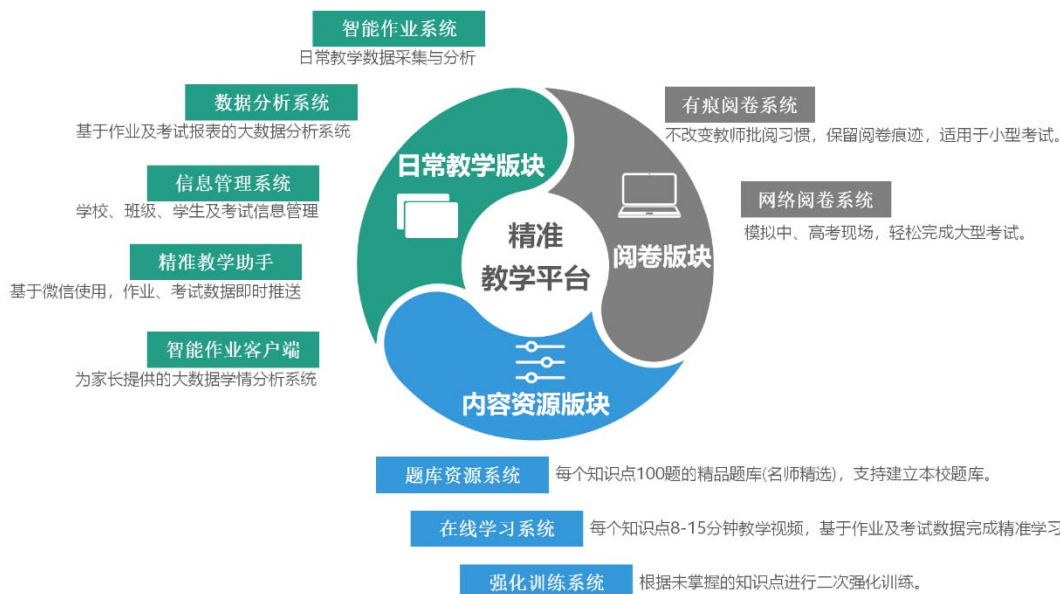 智能作业系统
日常教学数据采集与分析
数据分析系统
基于作业及考试报表的大数据分析系统
信息管理系统
学校、班级、学生及考试信息管理
精准教学助手
基于微信使用，作业、考试数据即时推送
智能作业客户端
为家长提供的大数据学情分析系统
日常教学版块
精准
教学平台
阅卷版块
内容资源版块
有痕阅卷系统
不改变教师批阅习惯，保留阅卷痕迹，适用于小型考试。
网络阅卷系统
模拟中、高考现场，轻松完成大型考试。
题库资源系统 每个知识点100题的精品题库(名师精选)，支持建立本校题库。
在线学习系统 每个知识点8-15分钟教学视频，基于作业及考试数据完成精准学习
强化训练系统 根据未掌握的知识点进行二次强化训练。